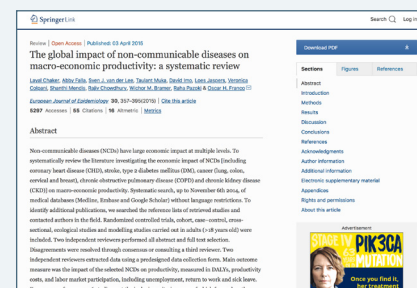 Springer Link
Search
Log in
Review | Open Access | Published: 03 April 2015
The global impact of non-communicable diseases on
macro-economic productivity: a systematic review
Layal Chaker, Abby Falla, Sven J. van der Lee, Taulant Muka, David Imo, Loes Jaspers, Veronica
Colpani, Shanthi Mendis, Rajiv Chowdhury, Wichor M. Bramer, Raha Pazoki & Oscar H. Franco
European Journal of Epidemiology 30, 357–395(2015) | Cite this article
5297 Accesses | 55 Citations | 16 Altmetric | Metrics
Abstract
Non-communicable diseases (NCDs) have large economic impact at multiple levels. To
systematically review the literature investigating the economic impact of NCDs [including
coronary heart disease (CHD), stroke, type 2 diabetes mellitus (DM), cancer (lung, colon,
cervical and breast), chronic obstructive pulmonary disease (COPD) and chronic kidney disease
(CKD)] on macro-economic productivity. Systematic search, up to November 6th 2014, of
medical databases (Medline, Embase and Google Scholar) without language restrictions. To
identify additional publications, we searched the reference lists of retrieved studies and
contacted authors in the field. Randomized controlled trials, cohort, case–control, cross-
sectional, ecological studies and modelling studies carried out in adults (>18 years old) were
included. Two independent reviewers performed all abstract and full text selection.
Disagreements were resolved through consensus or consulting a third reviewer. Two
independent reviewers extracted data using a predesigned data collection form. Main outcome
measure was the impact of the selected NCDs on productivity, measured in DALYs, productivity
costs, and labor market participation, including unemployment, return to work and sick leave.
Download PDF
Sections
Figures
References
Abstract
Introduction
Methods
Results
Discussion
Conclusions
References
Acknowledgments
Author information
Additional information
Electronic supplementary material
Appendices
Rights and permissions
About this article
Advertisement
STAGE IV PIK3CA
MUTATION
Once you find it,
her treatment